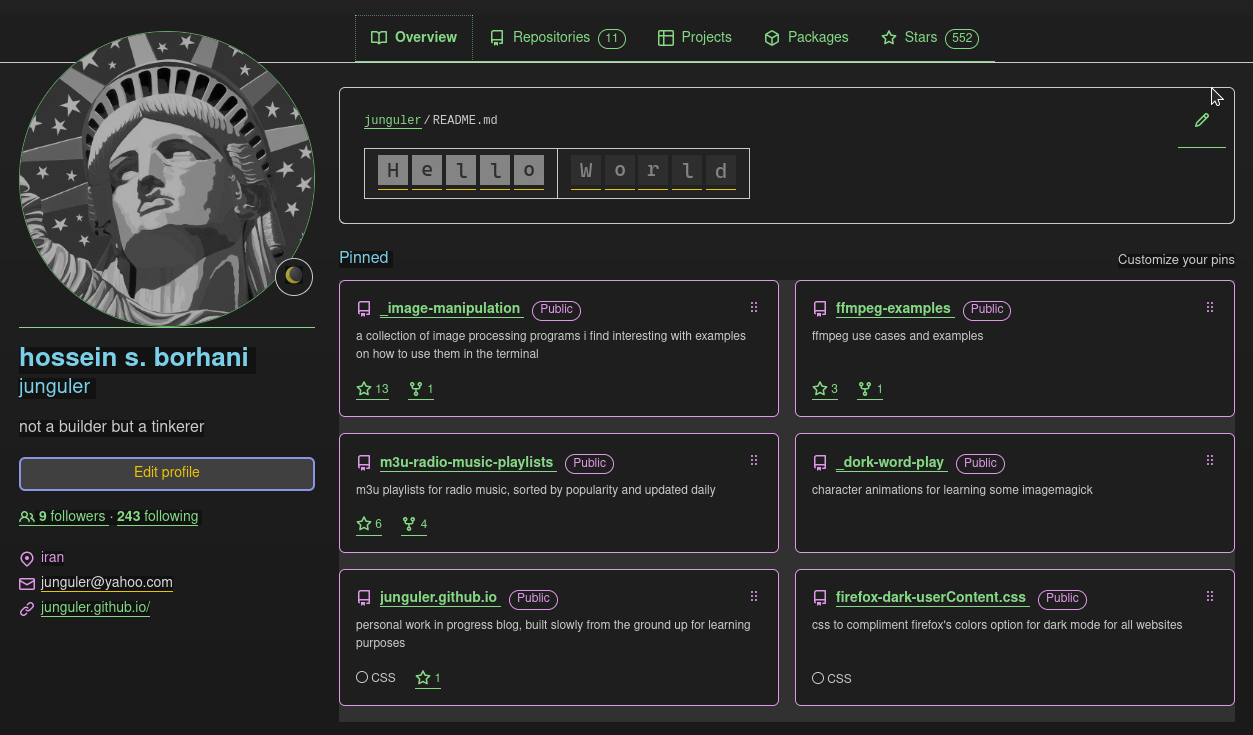 Overview Repositories 11 Projects Packages Stars 552
junguler/README.md
Hello World
Pinned Customize your pins
_image-manipulation Public
a collection of image processing programs i find interesting with examples
on how to use them in the terminal
13 1
ffmpeg-examples Public
ffmpeg use cases and examples
3 1
m3u-radio-music-playlists Public
m3u playlists for radio music, sorted by popularity and updated daily
6 4
_dork-word-play Public
character animations for learning some imagemagick
junguler.github.io Public
personal work in progress blog, built slowly from the ground up for learning
purposes
CSS 1
firefox-dark-userContent.css Public
css to compliment firefox's colors option for dark mode for all websites
CSS
hossein s. borhani
junguler
not a builder but a tinkerer
Edit profile
9 followers · 243 following
iran
junguler@yahoo.com
junguler.github.io/